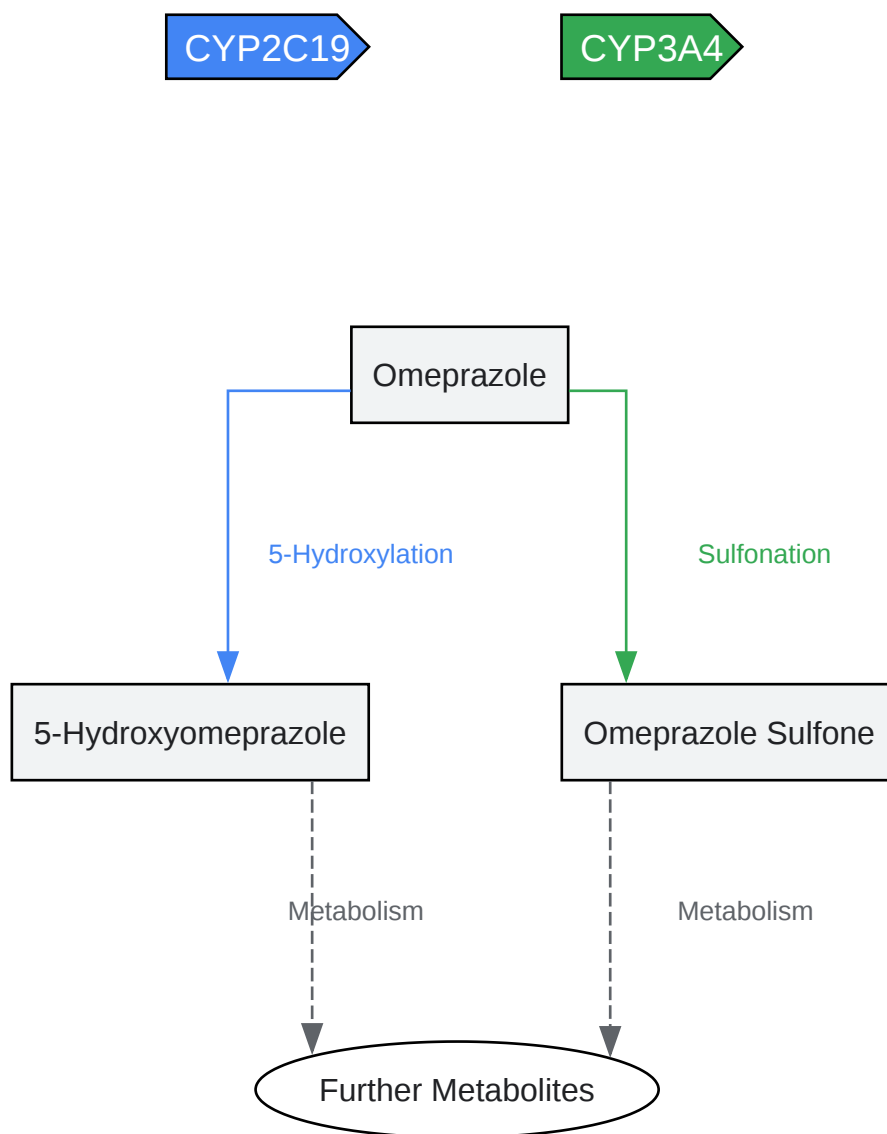 CYP2C19
CYP3A4
Omeprazole
5-Hydroxylation
Sulfonation
5-Hydroxyomeprazole
Omeprazole Sulfone
Metabolism
Metabolism
Further Metabolites